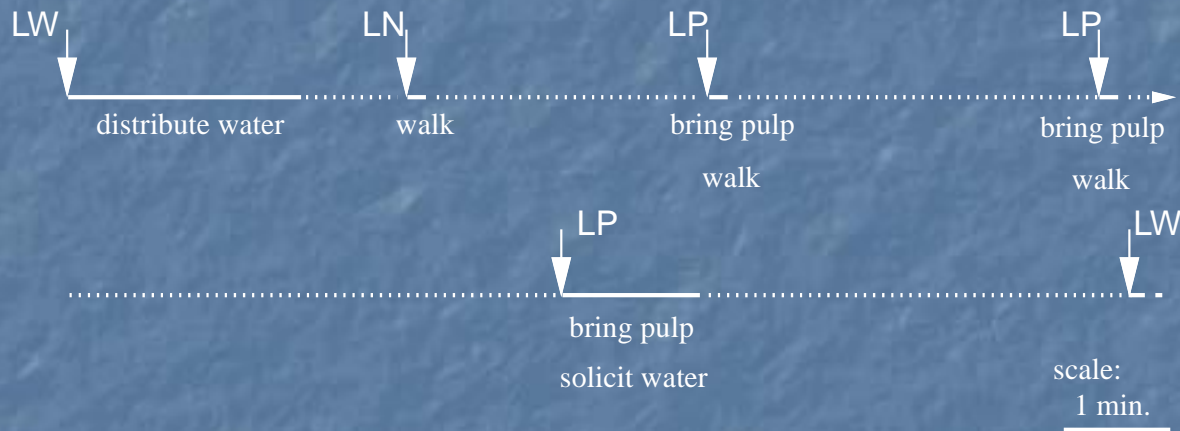 LW LN LP LP
distribute water walk bring pulp bring pulp
walk walk
LP LW
bring pulp
solicit water
scale:
1 min.